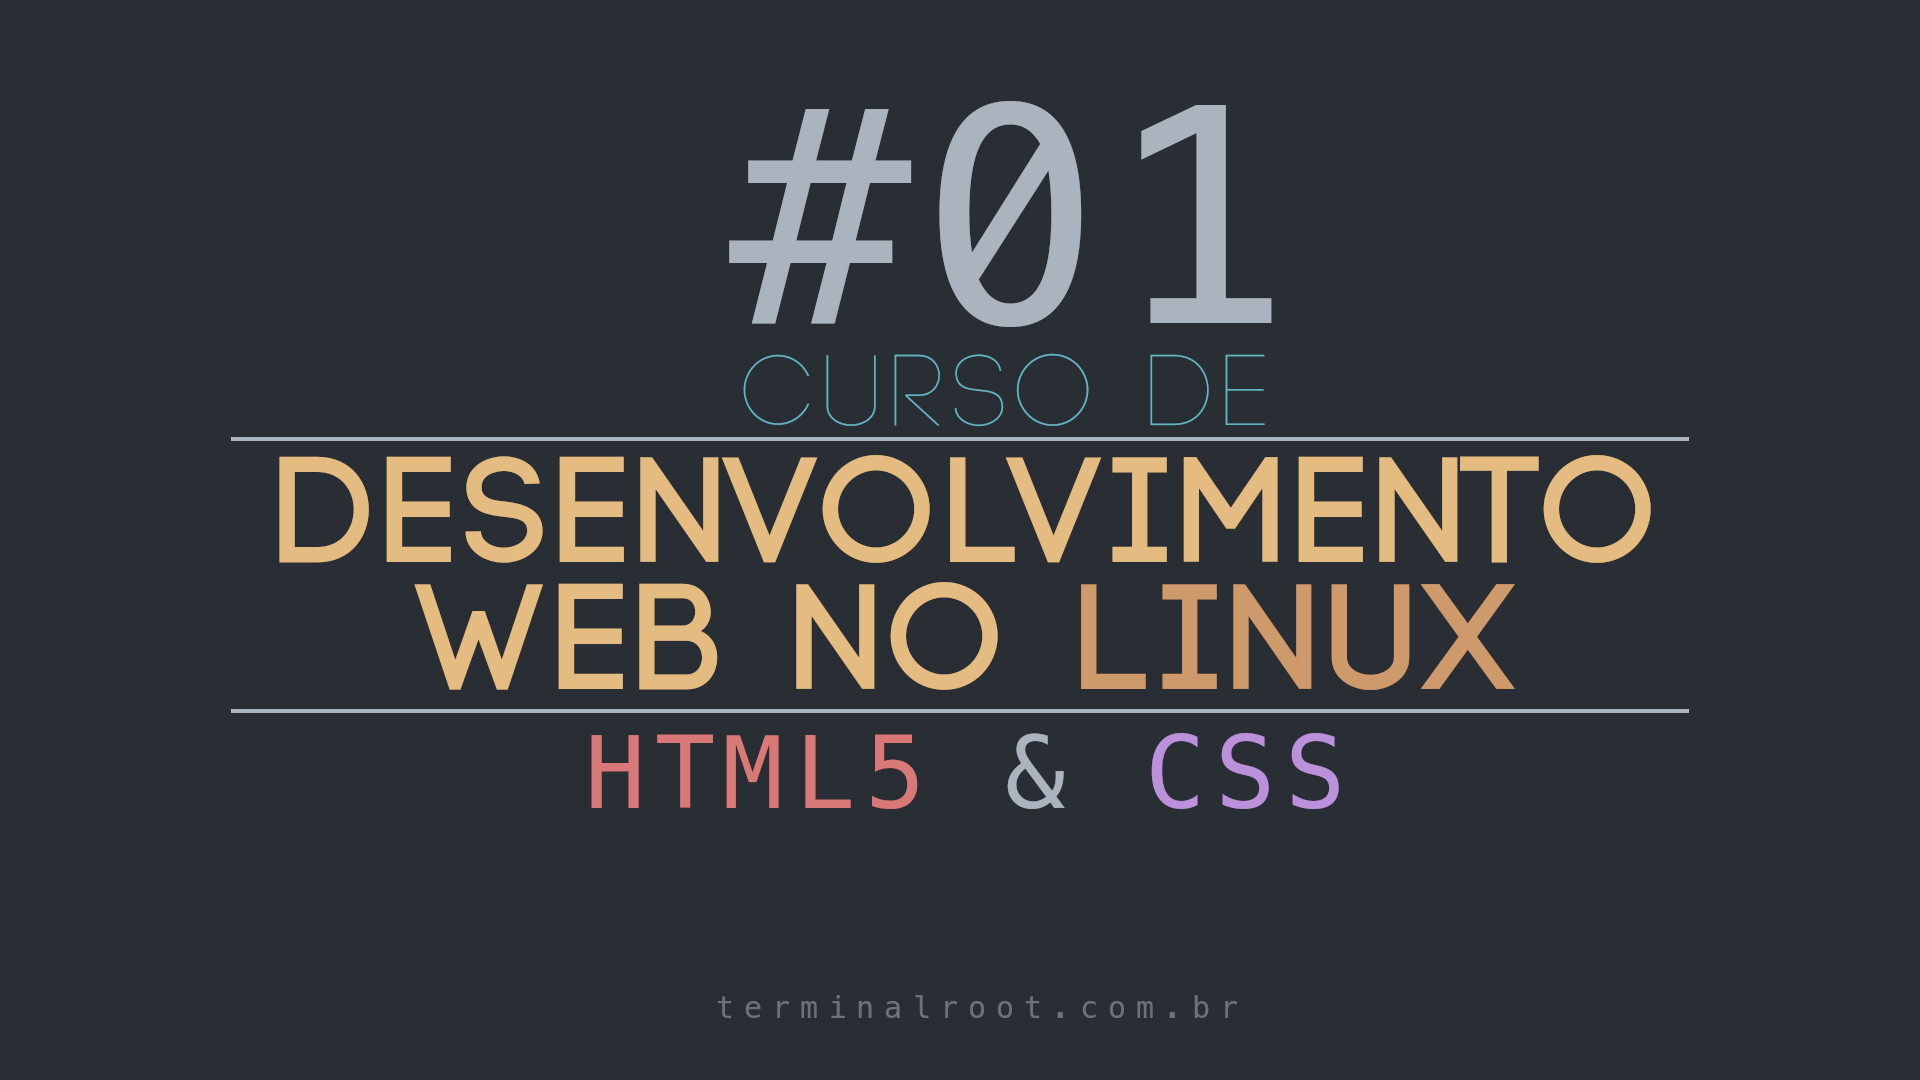 #01
CURSO DE
DESENVOLVIMENTO
WEB NO LINUX
HTML5 & CSS
terminalroot.com.br